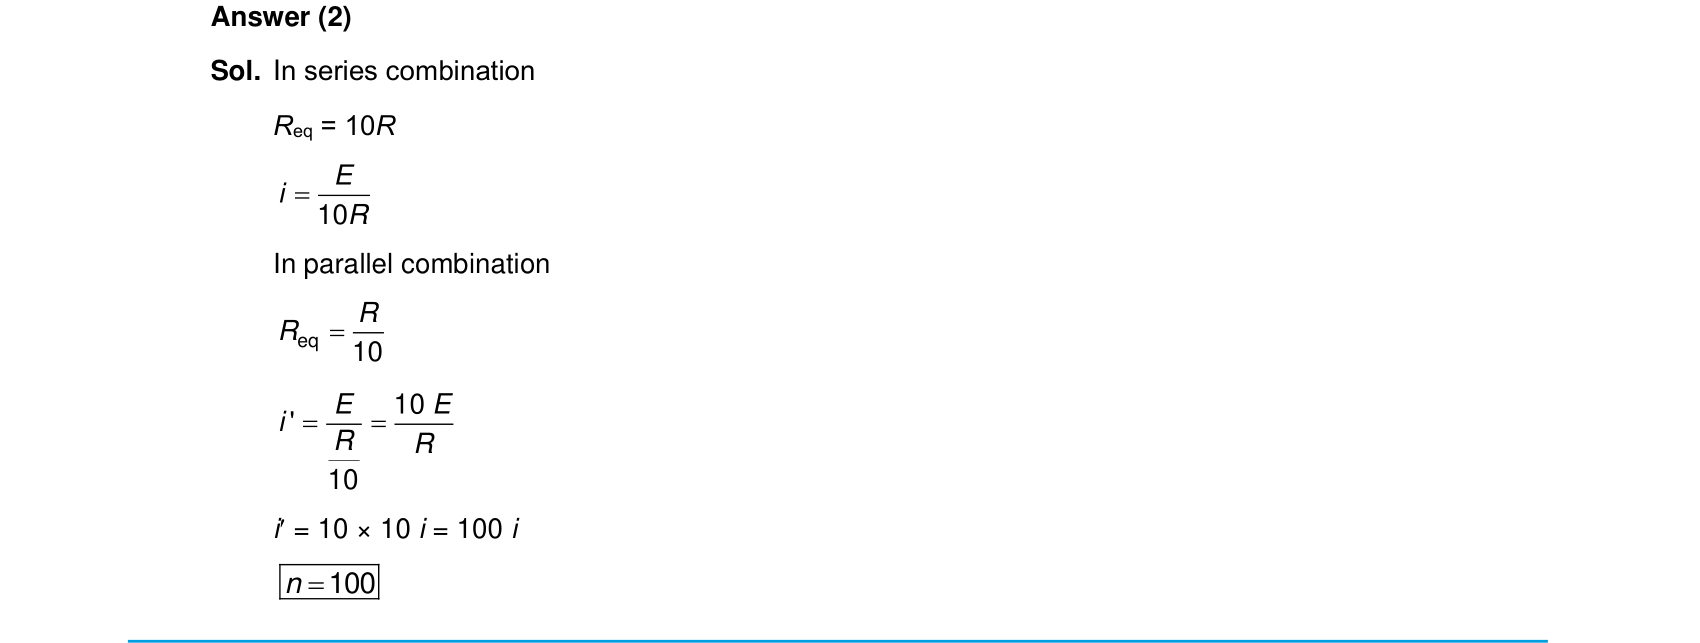 Answer (2)
Sol. In series combination
R_eq = 10R
i = E/10R
In parallel combination
R_eq = R/10
i' = E/(R/10) = 10 E/R
i' = 10 × 10 i = 100 i
n = 100